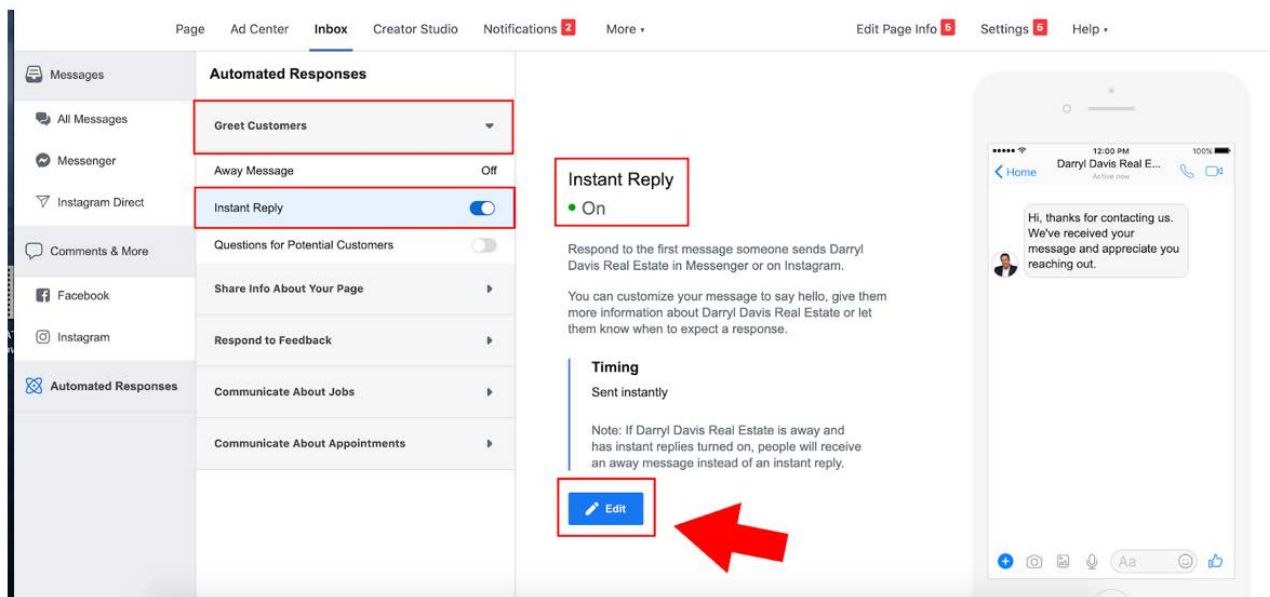 Page Ad Center Inbox Creator Studio Notifications 2 More Edit Page Info 5 Settings 5 Help
Messages
All Messages
Messenger
Instagram Direct
Comments & More
Facebook
Instagram
Automated Responses
Automated Responses
Greet Customers
Away Message Off
Instant Reply
Questions for Potential Customers
Share Info About Your Page
Respond to Feedback
Communicate About Jobs
Communicate About Appointments
Instant Reply
• On
Respond to the first message someone sends Darryl
Davis Real Estate in Messenger or on Instagram.
You can customize your message to say hello, give them
more information about Darryl Davis Real Estate or let
them know when to expect a response.
Timing
Sent instantly
Note: If Darryl Davis Real Estate is away and
has instant replies turned on, people will receive
an away message instead of an instant reply.
Edit
12:00 PM 100%
Home Darryl Davis Real E...
Active now
Hi, thanks for contacting us.
We've received your
message and appreciate you
reaching out.
Aa